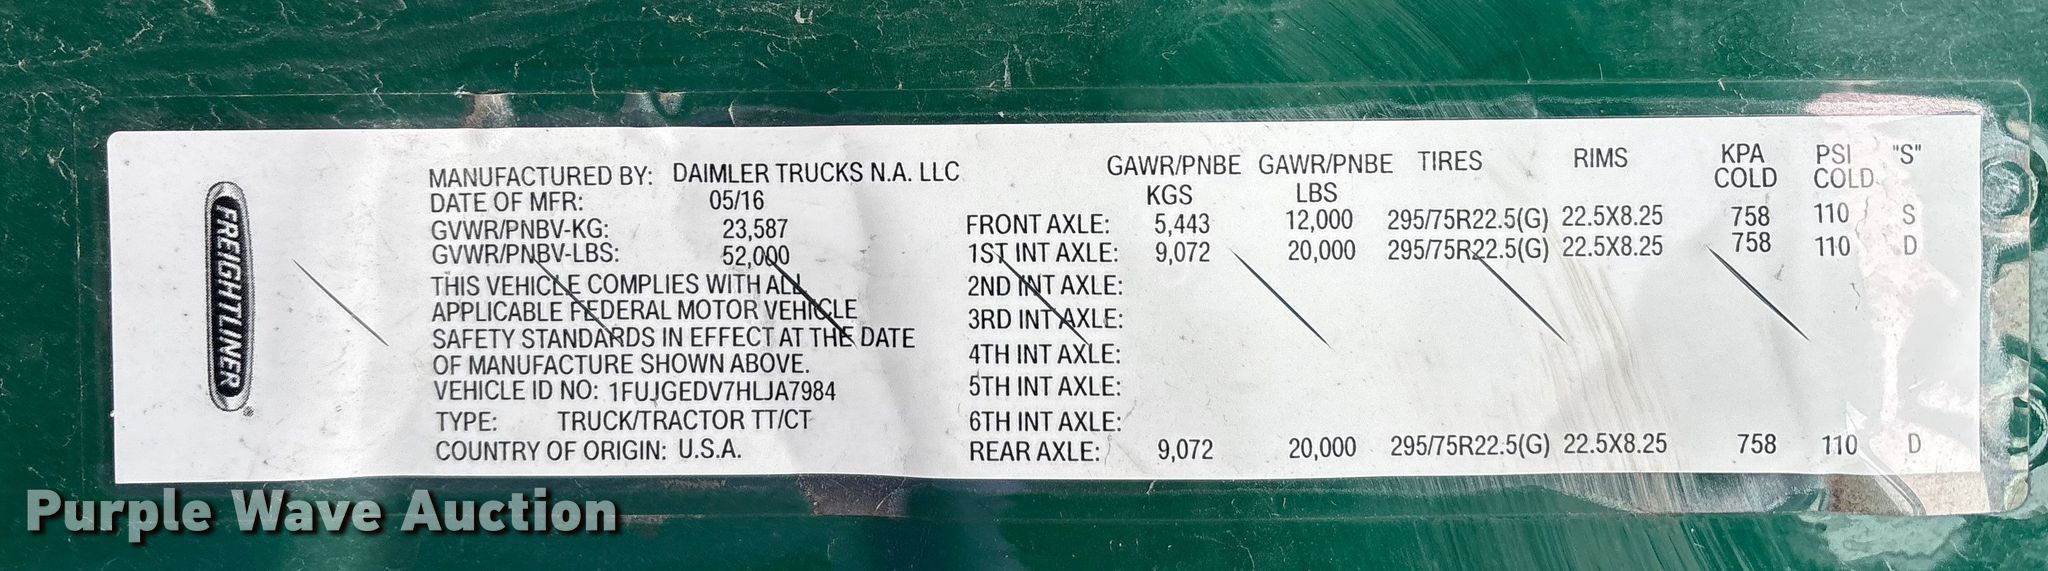 FREIGHTLINER®
MANUFACTURED BY: DAIMLER TRUCKS N.A. LLC
DATE OF MFR: 05/16
GVWR/PNBV-KG: 23,587
GVWR/PNBV-LBS: 52,000
THIS VEHICLE COMPLIES WITH ALL
APPLICABLE FEDERAL MOTOR VEHICLE
SAFETY STANDARDS IN EFFECT AT THE DATE
OF MANUFACTURE SHOWN ABOVE.
VEHICLE ID NO: 1FUJGEDV7HLJA7984
TYPE: TRUCK/TRACTOR TT/CT
COUNTRY OF ORIGIN: U.S.A.
GAWR/PNBE GAWR/PNBE TIRES RIMS KPA PSI "S"
KGS LBS COLD COLD
FRONT AXLE: 5,443 12,000 295/75R22.5(G) 22.5X8.25 758 110 S
1ST INT AXLE: 9,072 20,000 295/75R22.5(G) 22.5X8.25 758 110 D
2ND INT AXLE:
3RD INT AXLE:
4TH INT AXLE:
5TH INT AXLE:
6TH INT AXLE:
REAR AXLE: 9,072 20,000 295/75R22.5(G) 22.5X8.25 758 110 D
Purple Wave Auction